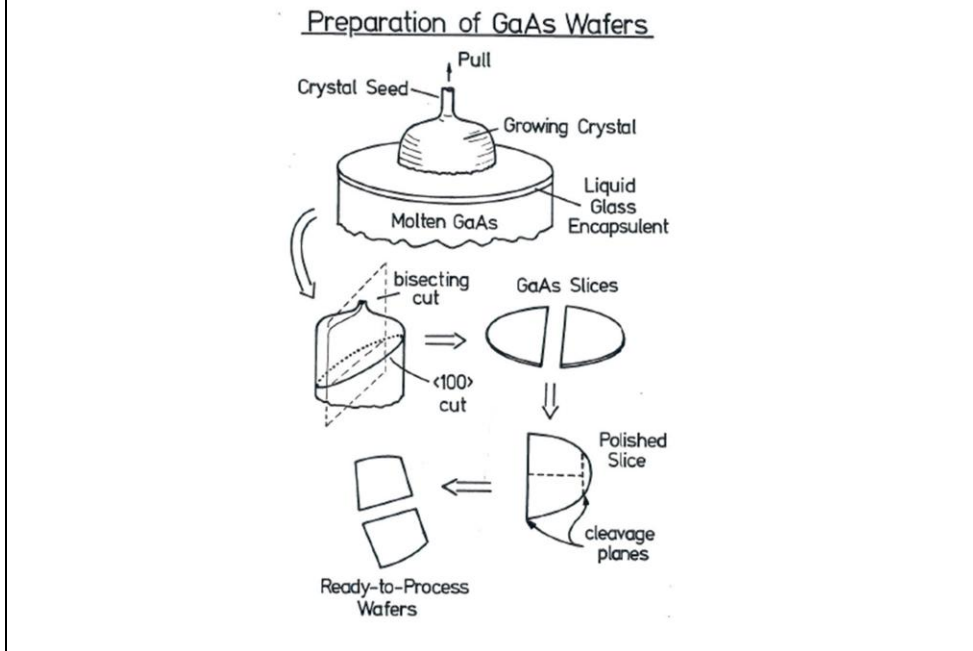 Preparation of GaAs Wafers
Pull
Crystal Seed
Growing Crystal
Liquid
Glass
Encapsulent
Molten GaAs
bisecting
cut
GaAs Slices
<100>
cut
Polished
Slice
cleavage
planes
Ready-to-Process
Wafers